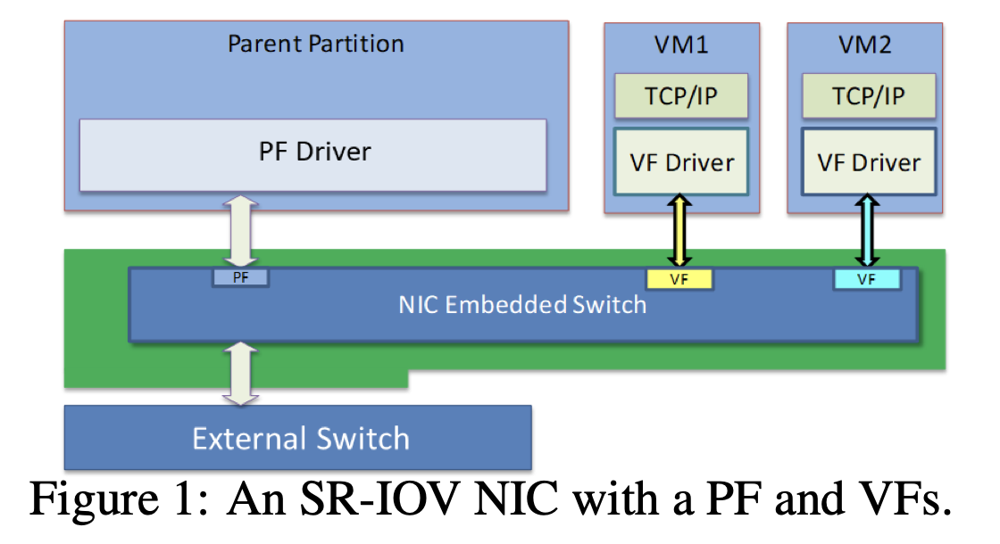 Parent Partition
VM1
VM2
TCP/IP
TCP/IP
PF Driver
VF Driver
VF Driver
PF
VF
VF
NIC Embedded Switch
External Switch
Figure 1: An SR-IOV NIC with a PF and VFs.